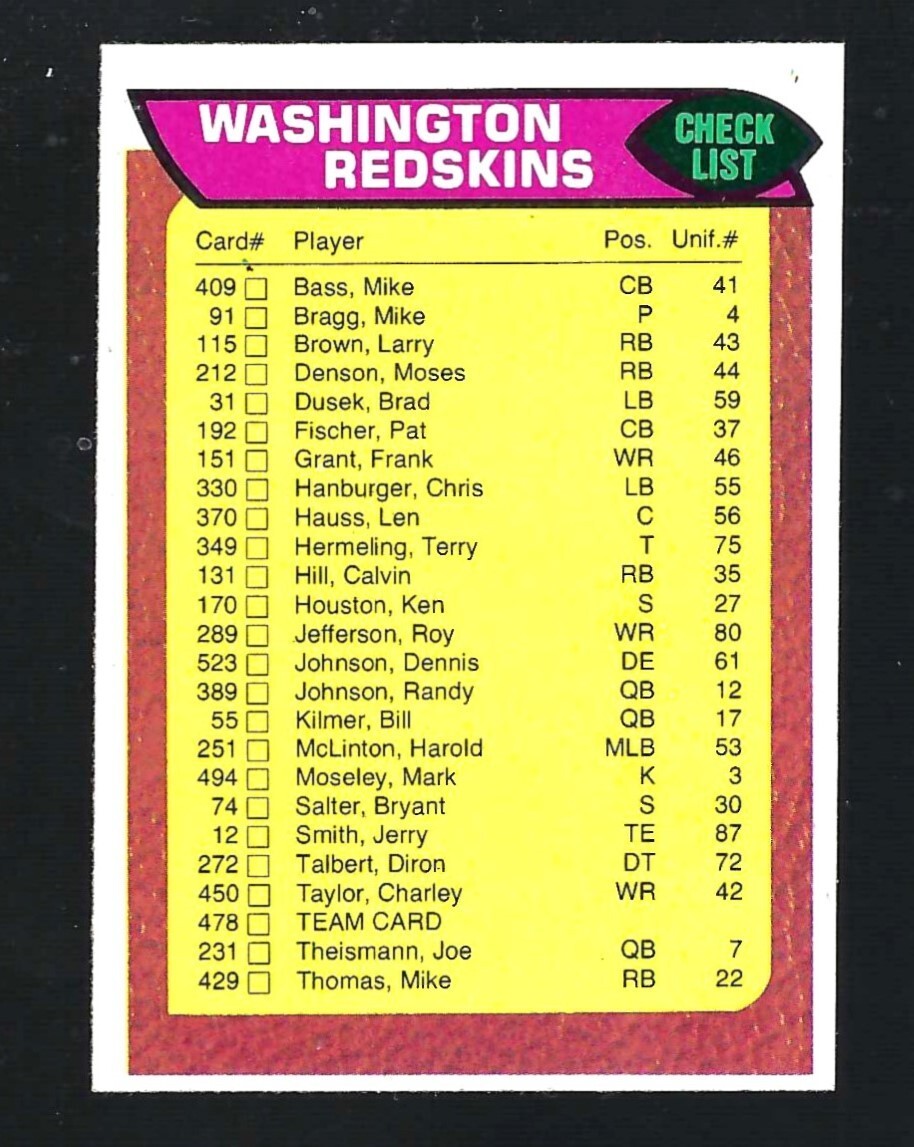 WASHINGTON
REDSKINS
CHECK
LIST
Card# Player Pos. Unif.#
409 Bass, Mike CB 41
91 Bragg, Mike P 4
115 Brown, Larry RB 43
212 Denson, Moses RB 44
31 Dusek, Brad LB 59
192 Fischer, Pat CB 37
151 Grant, Frank WR 46
330 Hanburger, Chris LB 55
370 Hauss, Len C 56
349 Hermeling, Terry T 75
131 Hill, Calvin RB 35
170 Houston, Ken S 27
289 Jefferson, Roy WR 80
523 Johnson, Dennis DE 61
389 Johnson, Randy QB 12
55 Kilmer, Bill QB 17
251 McLinton, Harold MLB 53
494 Moseley, Mark K 3
74 Salter, Bryant S 30
12 Smith, Jerry TE 87
272 Talbert, Diron DT 72
450 Taylor, Charley WR 42
478 TEAM CARD
231 Theismann, Joe QB 7
429 Thomas, Mike RB 22